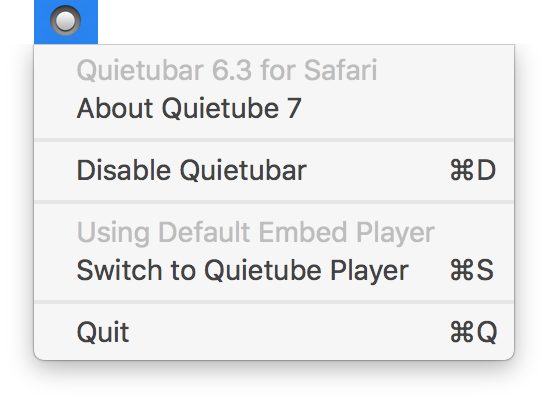 Quietubar 6.3 for Safari
About Quietube 7
Disable Quietubar ⌘D
Using Default Embed Player
Switch to Quietube Player ⌘S
Quit ⌘Q